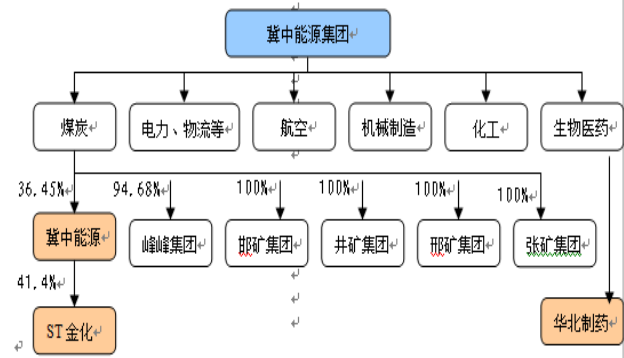 冀中能源集团
煤炭
电力、物流等
航空
机械制造
化工
生物医药
36.45%
94.68%
100%
100%
100%
100%
冀中能源
峰峰集团
邯矿集团
井矿集团
邢矿集团
张矿集团
41.4%
ST金化
华北制药